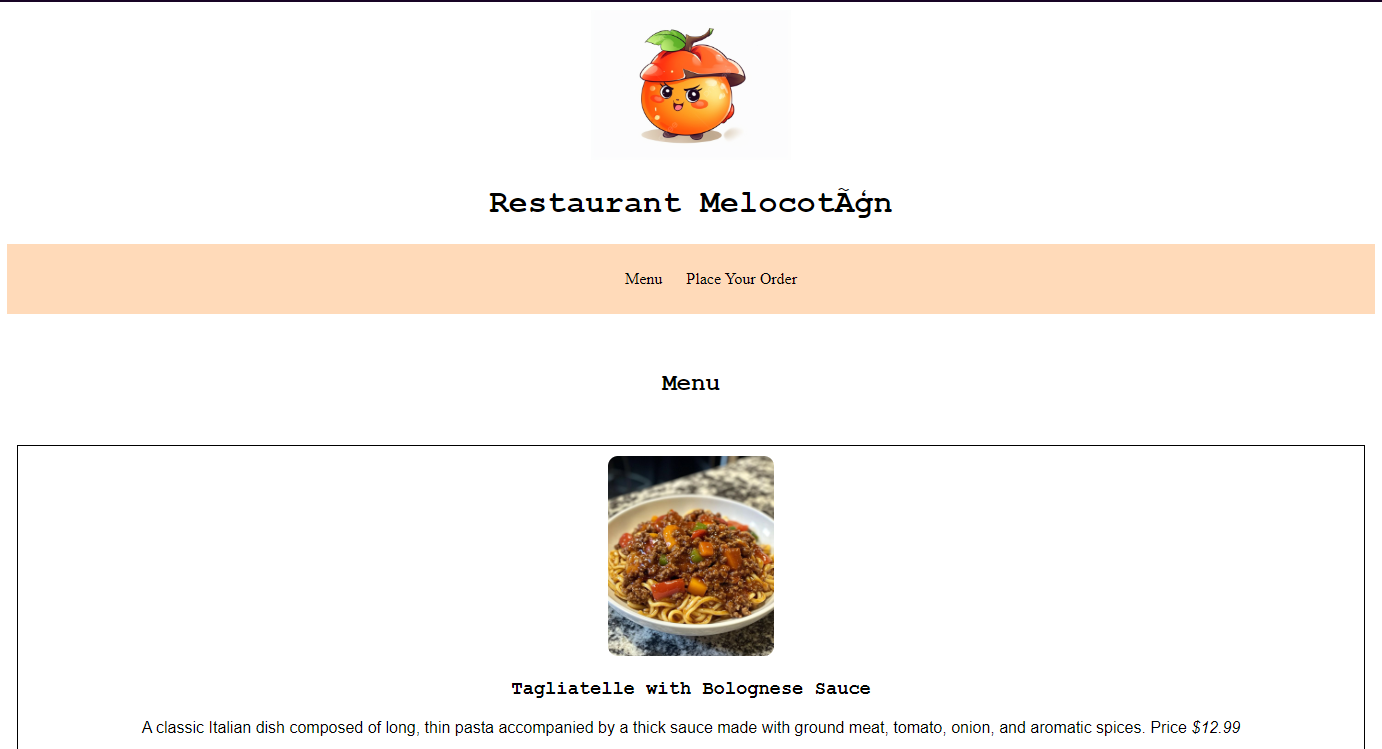 Restaurant MelocotÃģn
Menu Place Your Order
Menu
Tagliatelle with Bolognese Sauce
A classic Italian dish composed of long, thin pasta accompanied by a thick sauce made with ground meat, tomato, onion, and aromatic spices. Price $12.99